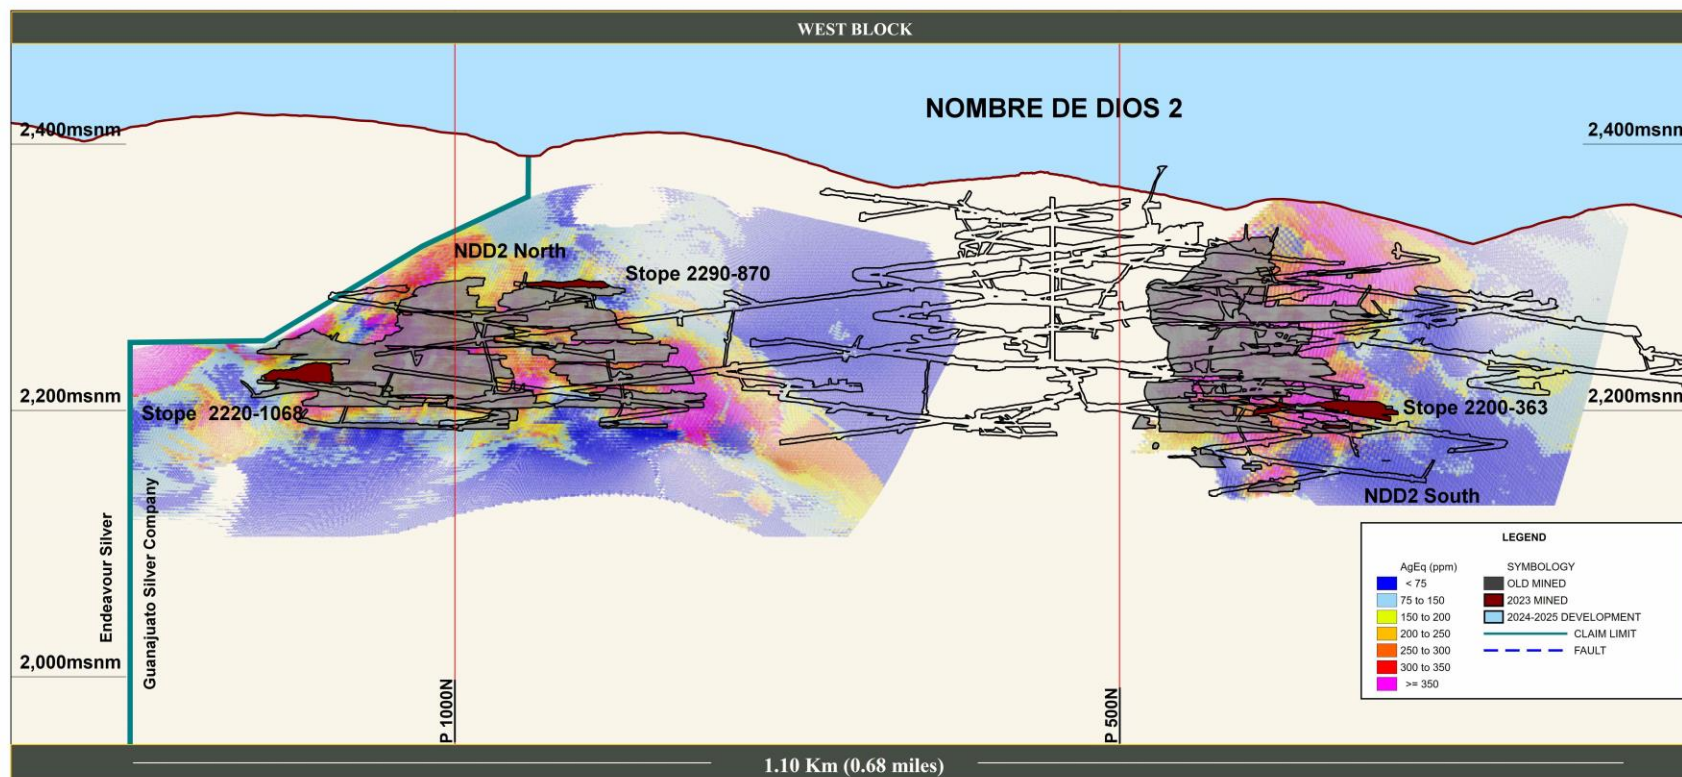 WEST BLOCK
NOMBRE DE DIOS 2
2,400msnm
2,400msnm
NDD2 North
Stope 2290-870
2,200msnm
Stope 2220-1068
Stope 2200-363
2,200msnm
NDD2 South
Endeavour Silver
Guanajuato Silver Company
2,000msnm
P 1000N
P 500N
LEGEND
AgEq (ppm)
< 75
75 to 150
150 to 200
200 to 250
250 to 300
300 to 350
>= 350
SYMBOLOGY
OLD MINED
2023 MINED
2024-2025 DEVELOPMENT
CLAIM LIMIT
FAULT
1.10 Km (0.68 miles)